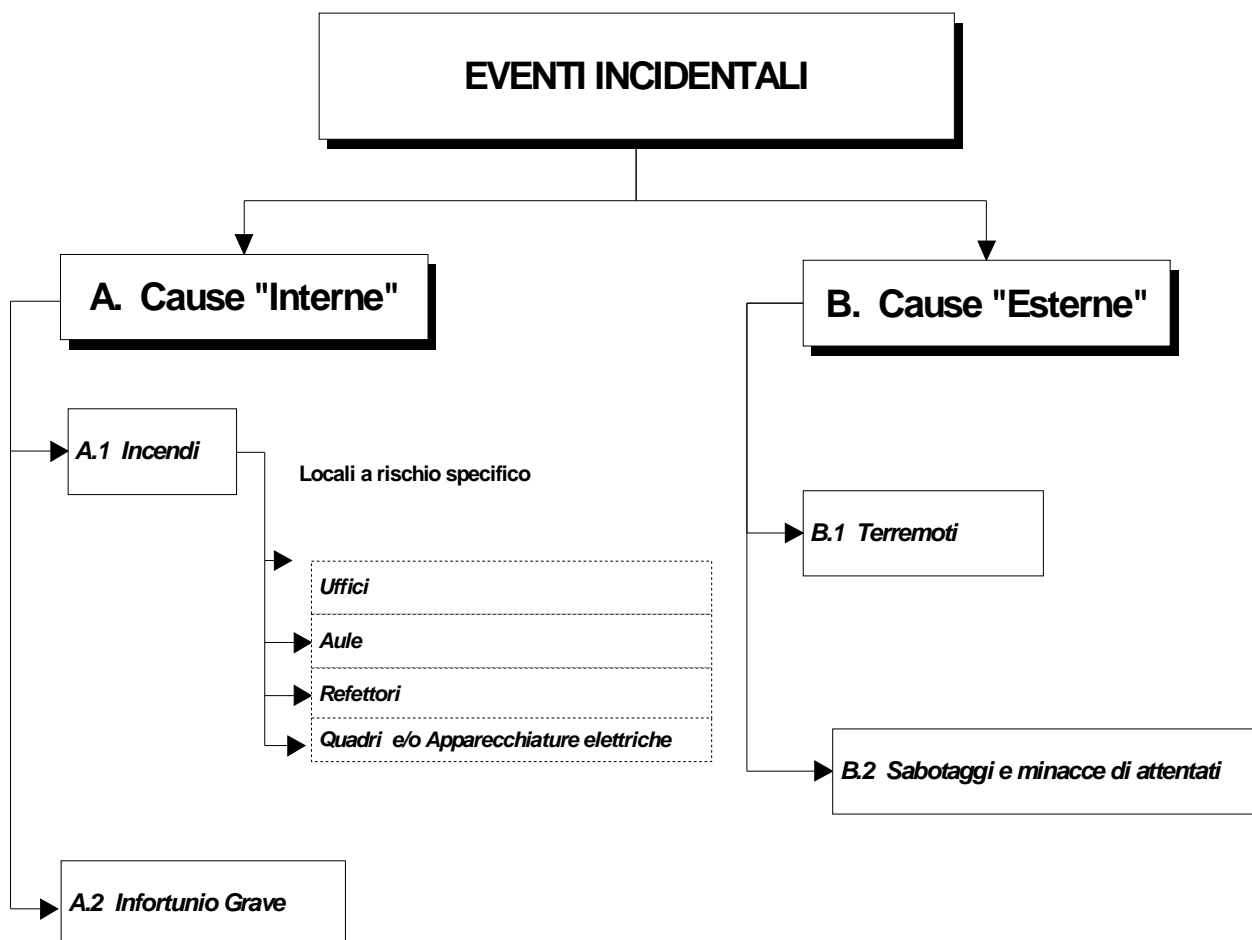 EVENTI INCIDENTALI
A. Cause "Interne"
B. Cause "Esterne"
A.1 Incendi
Locali a rischio specifico
Uffici
Aule
Refettori
Quadri e/o Apparecchiature elettriche
A.2 Infortunio Grave
B.1 Terremoti
B.2 Sabotaggi e minacce di attentati